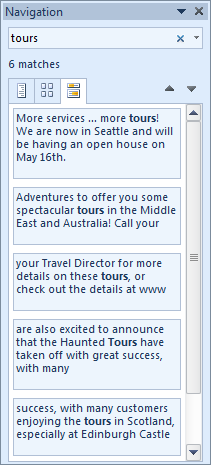 Navigation
tours
6 matches
More services ... more tours!
We are now in Seattle and will
be having an open house on
May 16th.
Adventures to offer you some
spectacular tours in the Middle
East and Australia! Call your
your Travel Director for more
details on these tours, or
check out the details at www
are also excited to announce
that the Haunted Tours have
taken off with great success,
with many
success, with many customers
enjoying the tours in Scotland,
especially at Edinburgh Castle